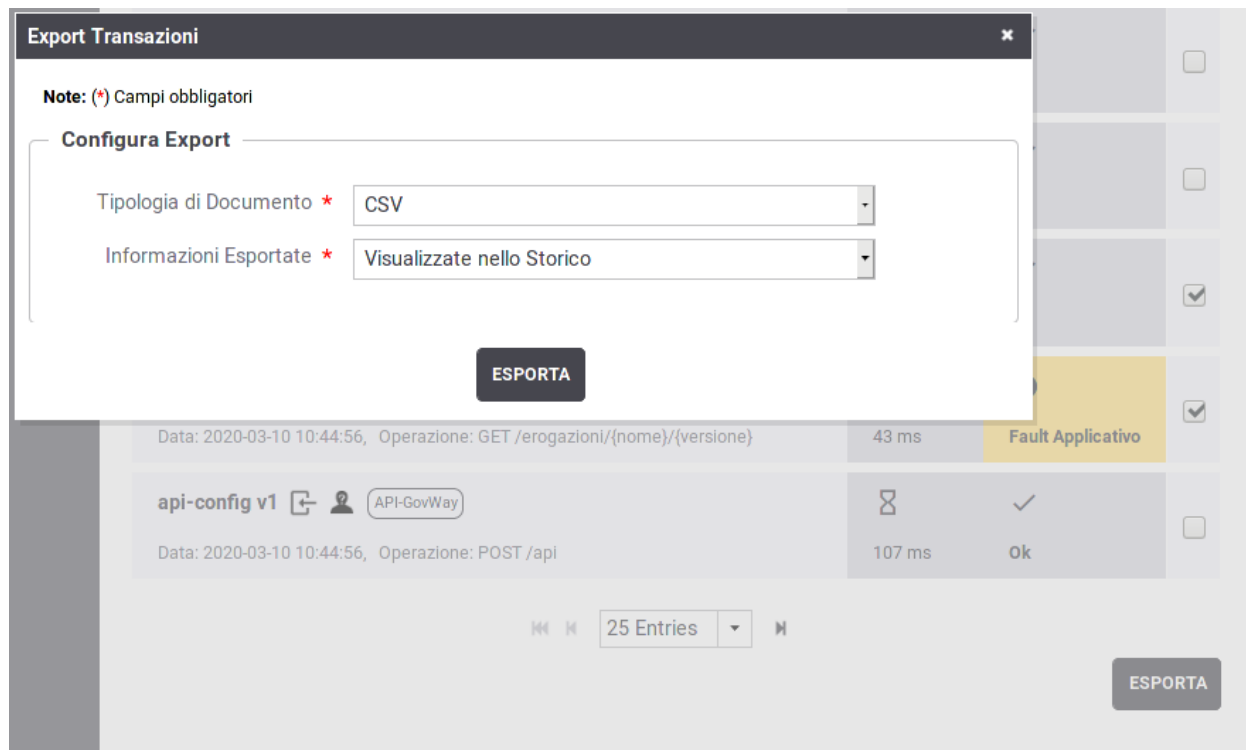 Export Transazioni
Note: (*) Campi obbligatori
Configura Export
Tipologia di Documento * CSV
Informazioni Esportate * Visualizzate nello Storico
ESPORTA
Data: 2020-03-10 10:44:56, Operazione: GET /erogazioni/{nome}/{versione} 43 ms Fault Applicativo
api-config v1 API-GovWay
Data: 2020-03-10 10:44:56, Operazione: POST /api 107 ms Ok
25 Entries
ESPORTA